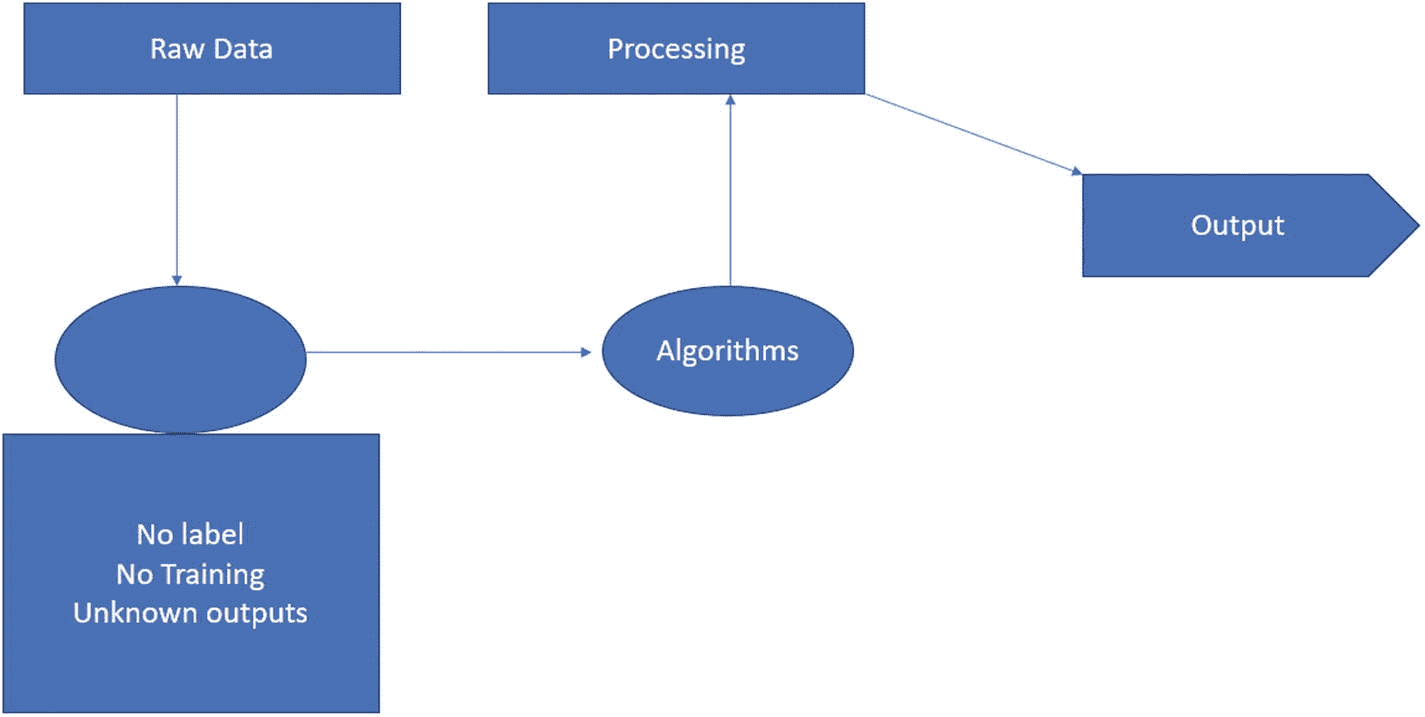 Raw Data
Processing
Output
Algorithms
No label
No Training
Unknown outputs